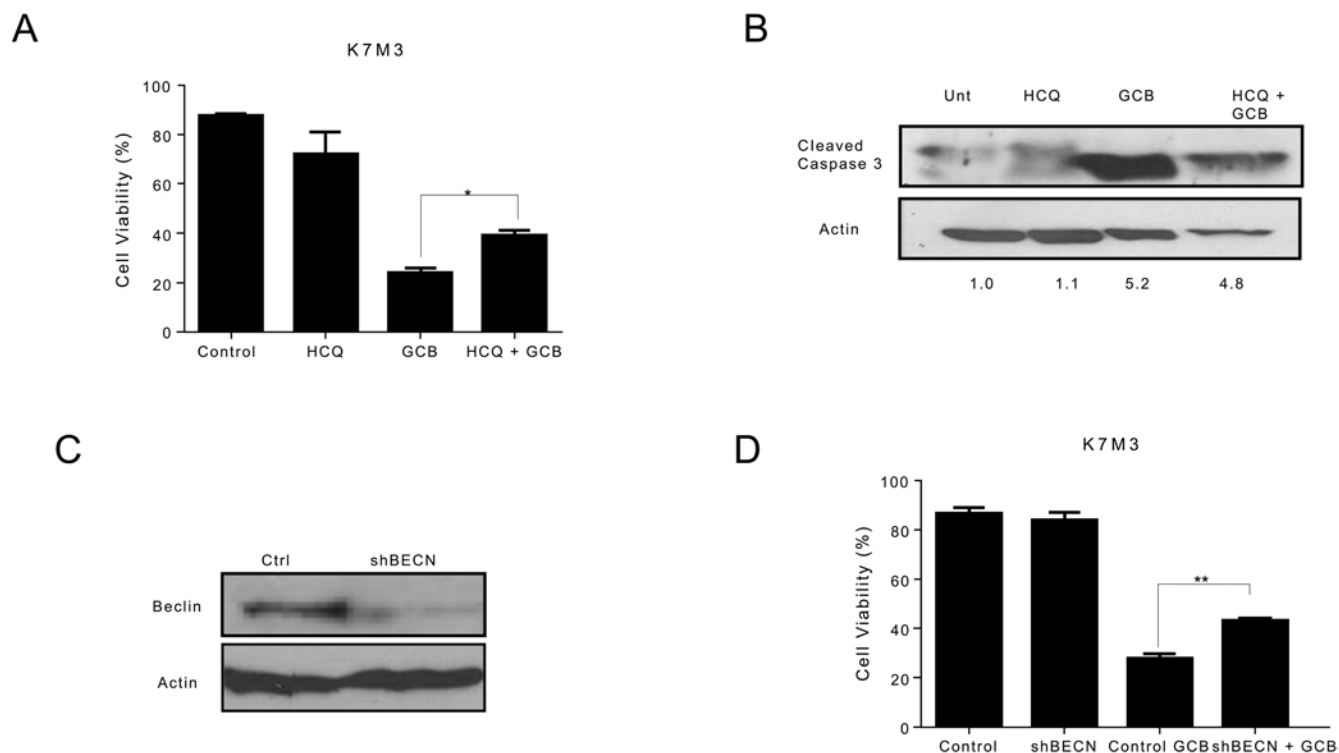 A
K7M3
Cell Viability (%)
100
80
60
40
20
0
*
Control HCQ GCB HCQ + GCB
B
Unt HCQ GCB HCQ +
GCB
Cleaved
Caspase 3
Actin
1.0 1.1 5.2 4.8
C
Ctrl shBECN
Beclin
Actin
D
K7M3
Cell Viability (%)
100
80
60
40
20
0
**
Control shBECN Control GCB shBECN + GCB